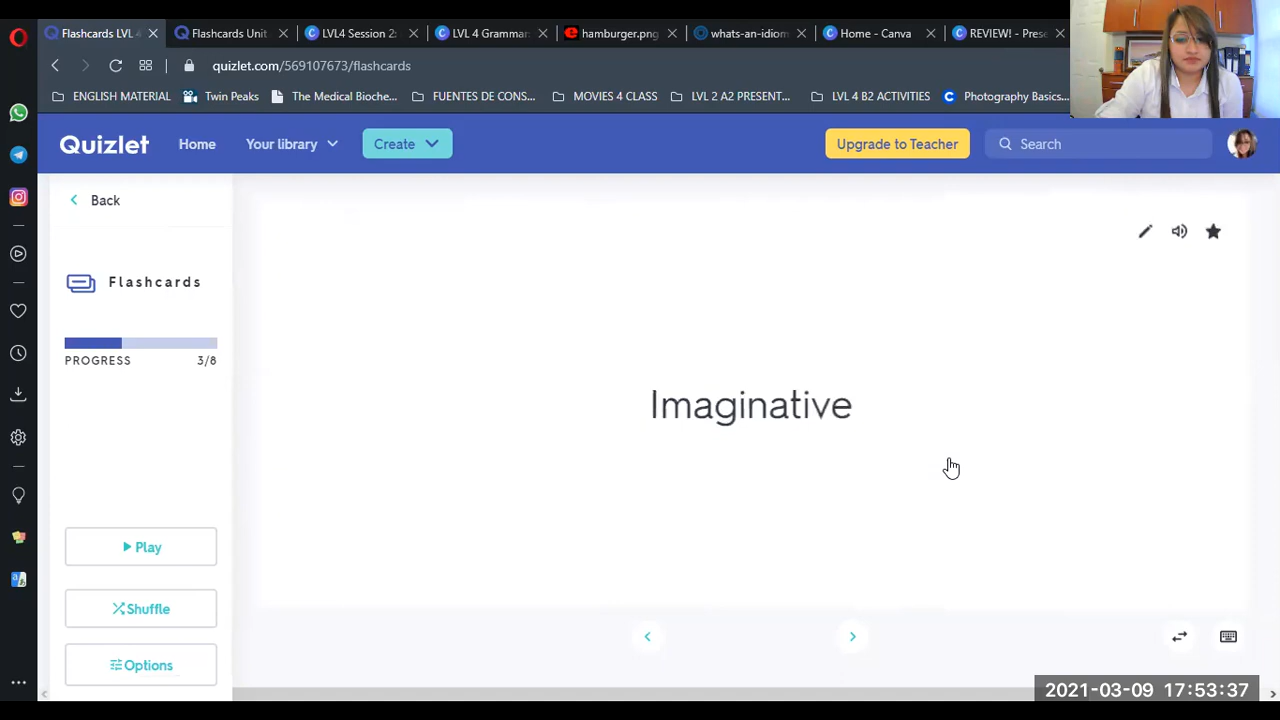 Flashcards LVL 4
Flashcards Unit
LVL4 Session 2:
LVL 4 Grammar
hamburger.png
whats-an-idiom
Home - Canva
REVIEW! - Prese
quizlet.com/569107673/flashcards
ENGLISH MATERIAL
Twin Peaks
The Medical Bioche...
FUENTES DE CONS...
MOVIES 4 CLASS
LVL 2 A2 PRESENT...
LVL 4 B2 ACTIVITIES
Photography Basics...
Quizlet
Home
Your library
Create
Upgrade to Teacher
Search
Back
Flashcards
PROGRESS 3/8
Imaginative
Play
Shuffle
Options
2021-03-09 17:53:37